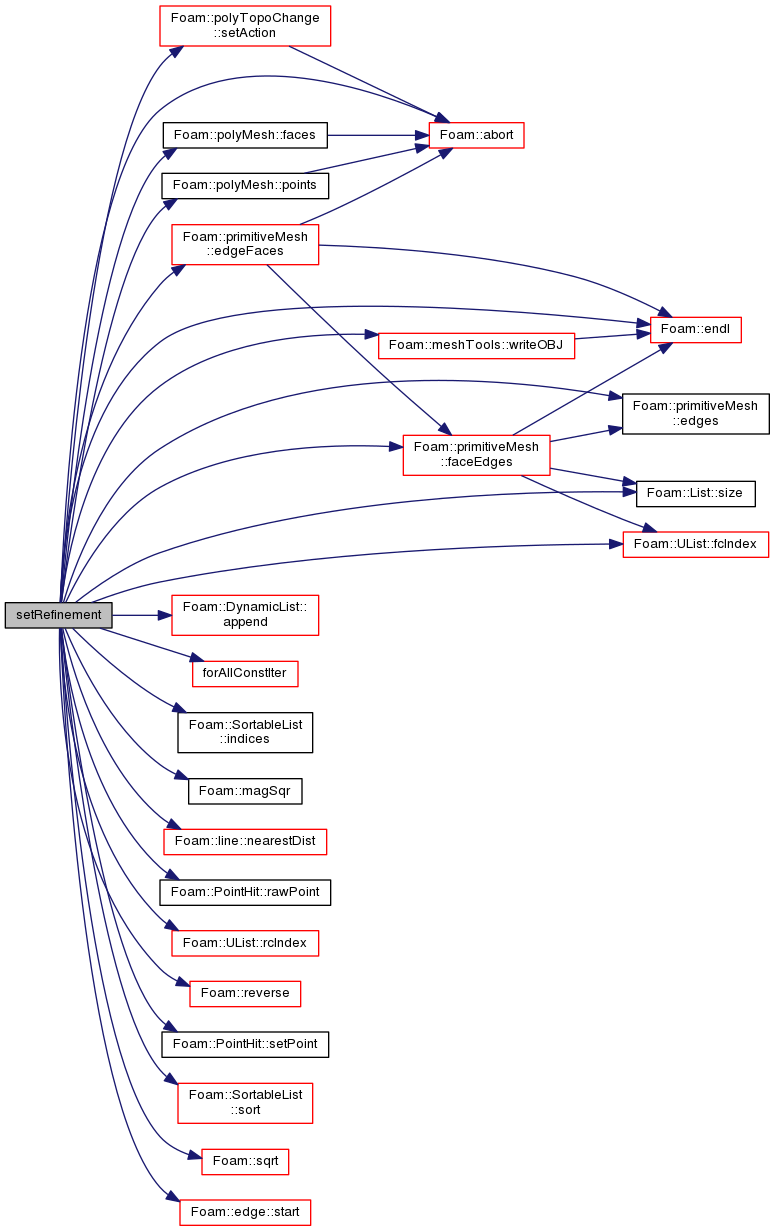 Foam::polyTopoChange
::setAction
Foam::polyMesh::faces
Foam::abort
Foam::polyMesh::points
Foam::primitiveMesh
::edgeFaces
Foam::endl
Foam::meshTools::writeOBJ
Foam::primitiveMesh
::edges
Foam::primitiveMesh
::faceEdges
Foam::List::size
Foam::UList::fcIndex
setRefinement
Foam::DynamicList::
append
forAllConstIter
Foam::SortableList
::indices
Foam::magSqr
Foam::line::nearestDist
Foam::PointHit::rawPoint
Foam::UList::rcIndex
Foam::reverse
Foam::PointHit::setPoint
Foam::SortableList
::sort
Foam::sqrt
Foam::edge::start